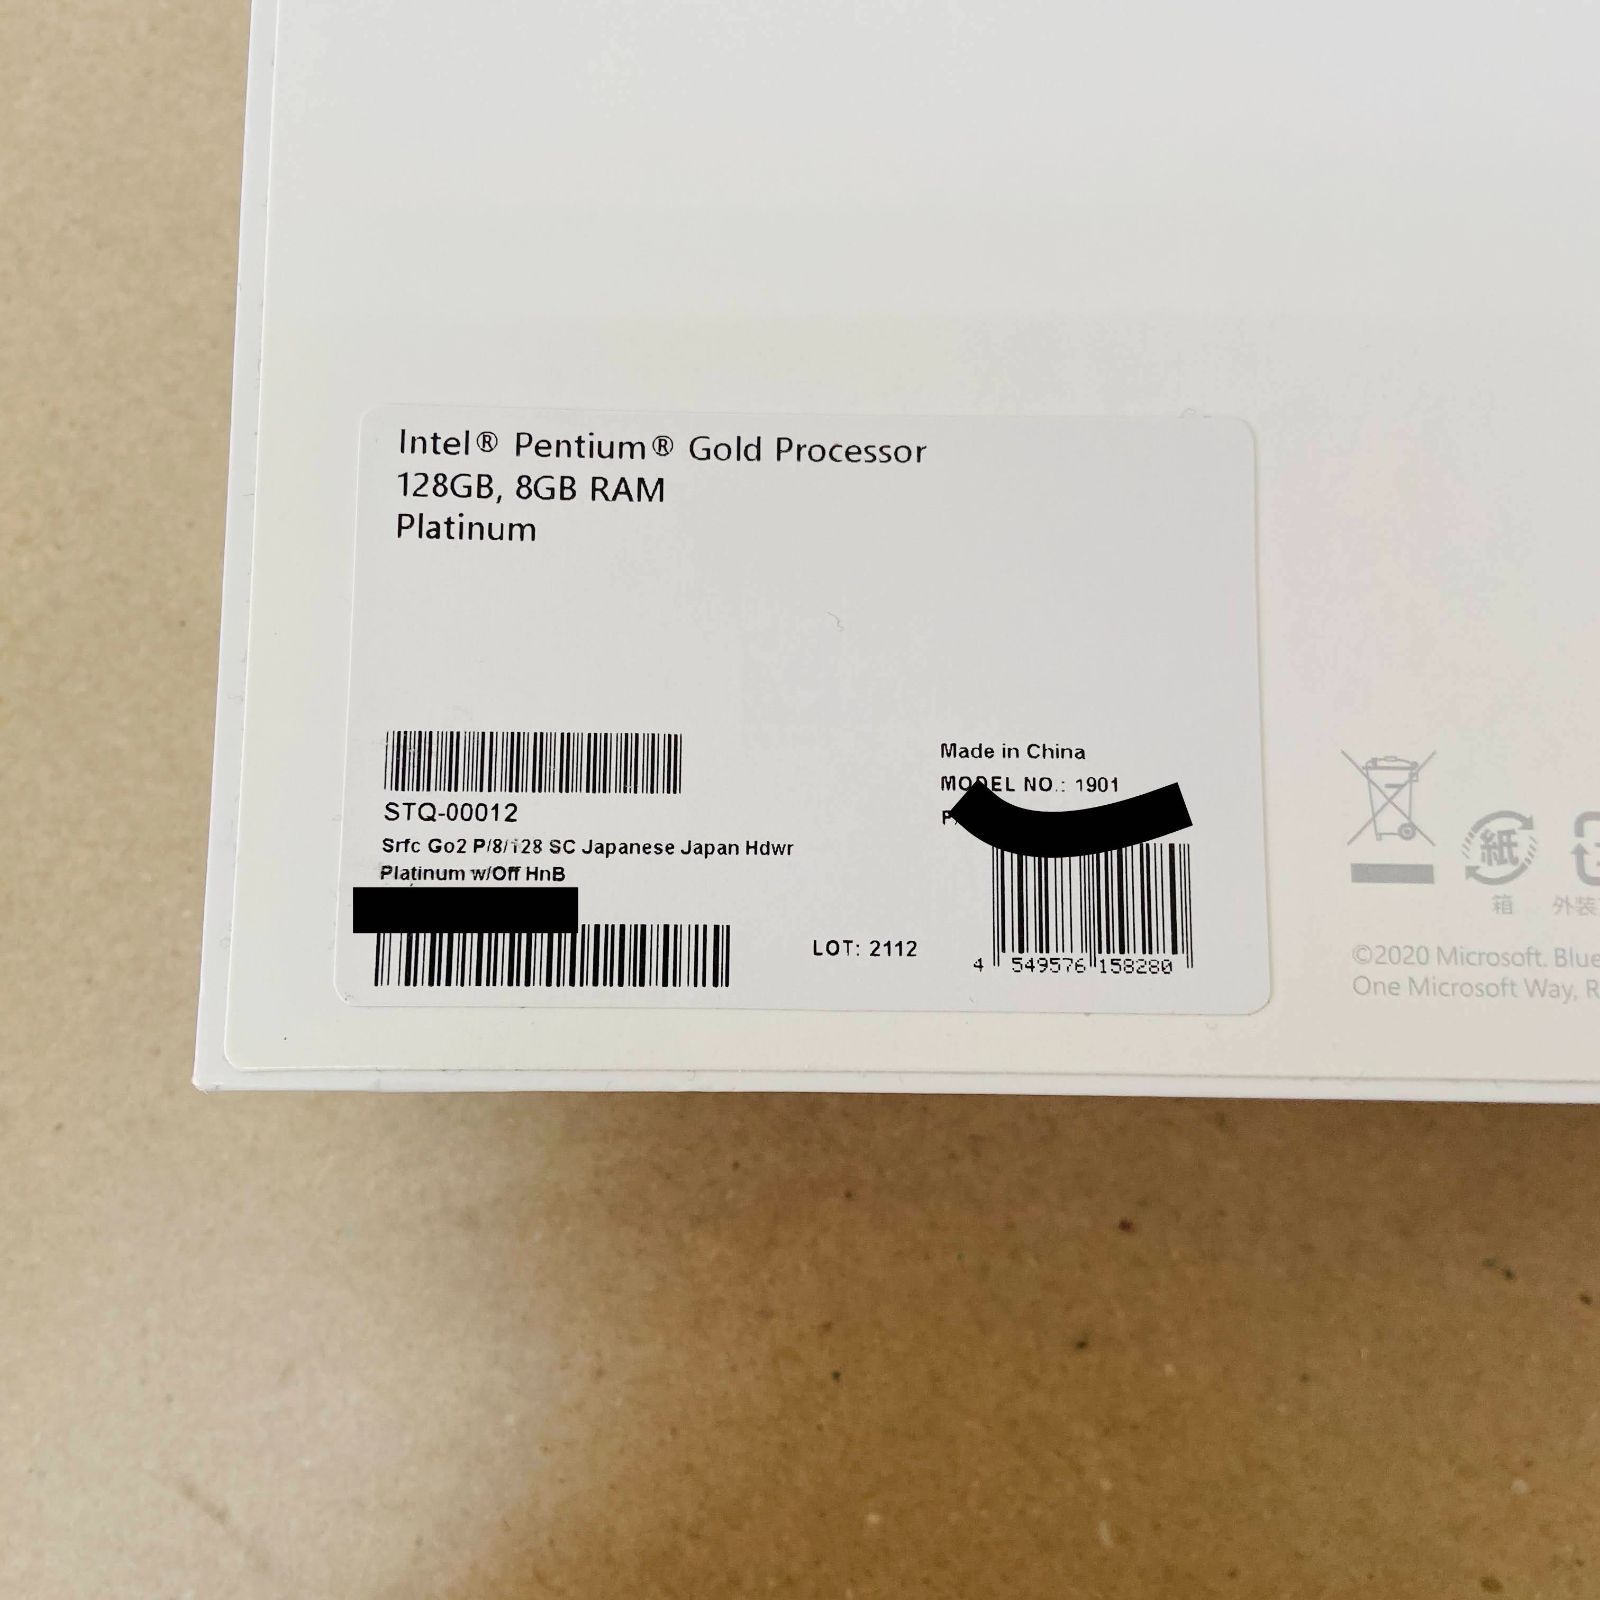 Intel® Pentium® Gold Processor
128GB, 8GB RAM
Platinum
STQ-00012
Srfc Go2 P/8/128 SC Japanese Japan Hdwr
Platinum w/Off HnB
LOT: 2112
Made in China
MODEL NO.: 1901
4 549576 158280
紙
箱
外装
©2020 Microsoft. Blue
One Microsoft Way, R